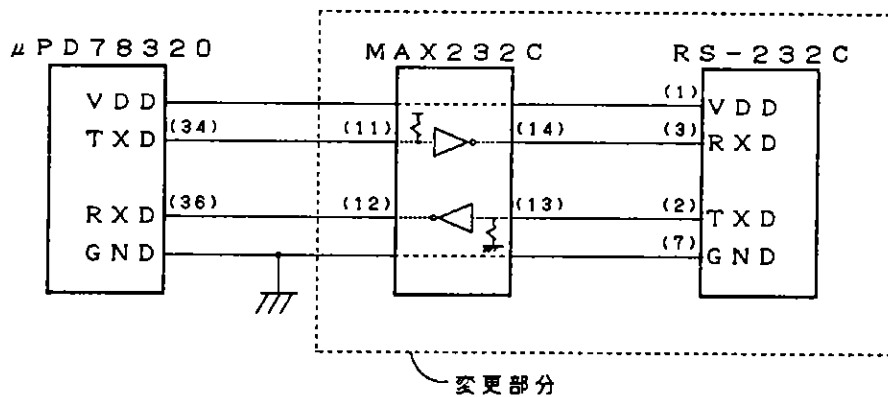 μPD78320
MAX232C
RS-232C
VDD
(1)
VDD
TXD
(34)
(11)
(14)
(3)
RXD
RXD
(36)
(12)
(13)
(2)
TXD
GND
(7)
GND
変更部分